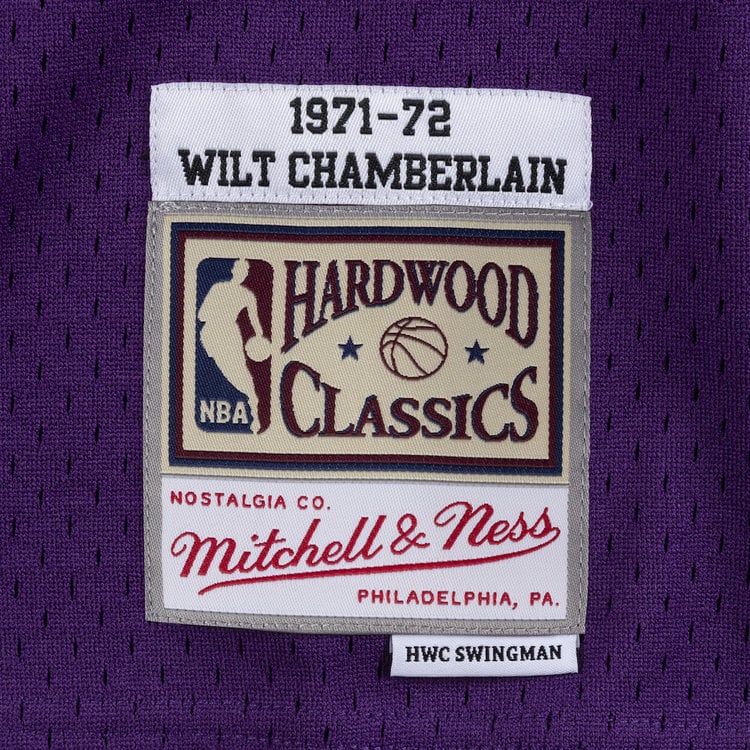 1971-72
WILT CHAMBERLAIN
HARDWOOD
CLASSICS
NBA
NOSTALGIA CO.
Mitchell & Ness
PHILADELPHIA, PA.
HWC SWINGMAN